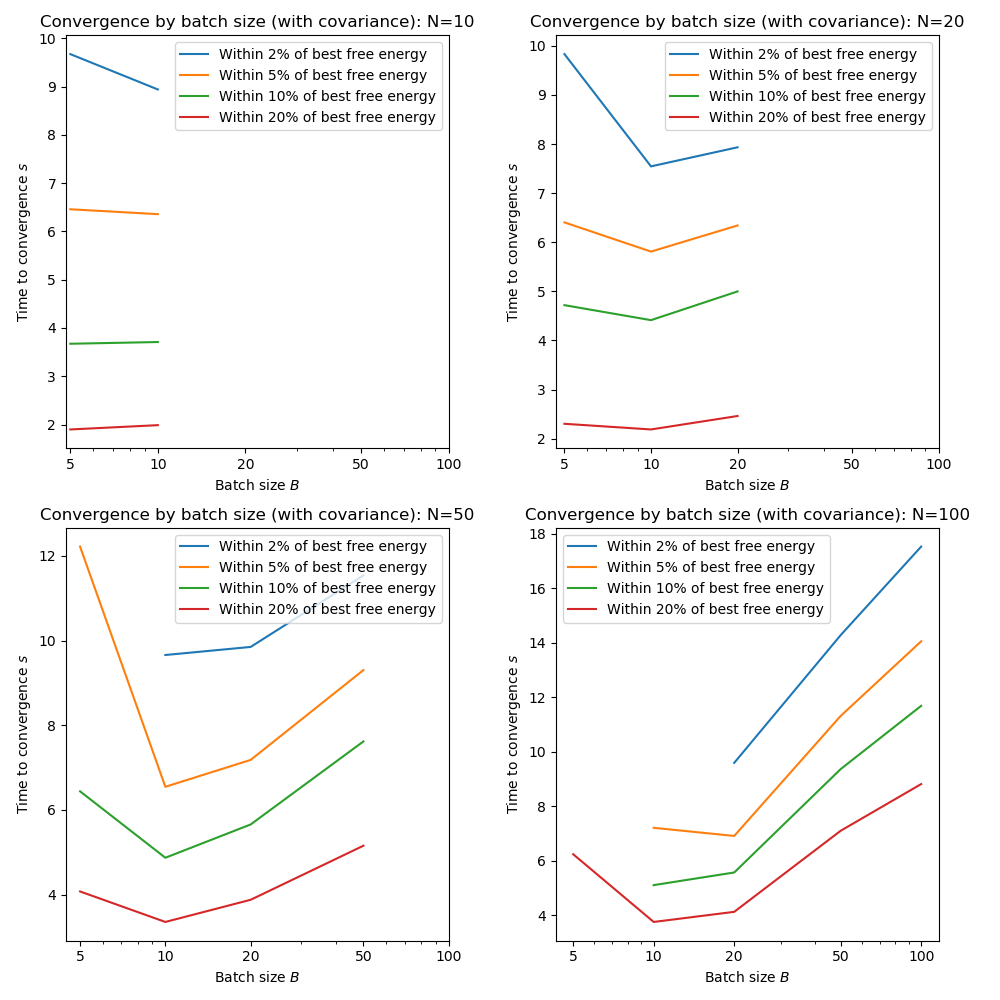 Convergence by batch size (with covariance): N=10
Within 2% of best free energy
Within 5% of best free energy
Within 10% of best free energy
Within 20% of best free energy
10
9
8
7
6
5
4
3
2
Time to convergence s
5
10
20
50
100
Batch size B
Convergence by batch size (with covariance): N=20
Within 2% of best free energy
Within 5% of best free energy
Within 10% of best free energy
Within 20% of best free energy
10
9
8
7
6
5
4
3
2
Time to convergence s
5
10
20
50
100
Batch size B
Convergence by batch size (with covariance): N=50
Within 2% of best free energy
Within 5% of best free energy
Within 10% of best free energy
Within 20% of best free energy
12
10
8
6
4
Time to convergence s
5
10
20
50
100
Batch size B
Convergence by batch size (with covariance): N=100
Within 2% of best free energy
Within 5% of best free energy
Within 10% of best free energy
Within 20% of best free energy
18
16
14
12
10
8
6
4
Time to convergence s
5
10
20
50
100
Batch size B